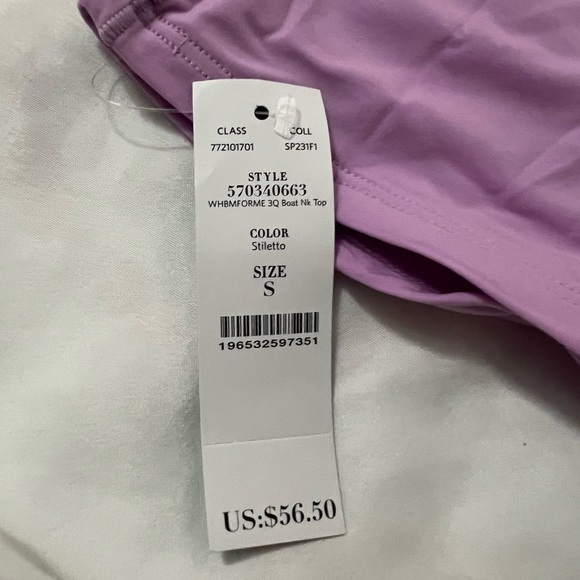 CLASS COLL
772101701 SP231F1
STYLE
570340663
WHBMFORME 3Q Boat Nk Top
COLOR
Stiletto
SIZE
S
196532597351
US:$56.50